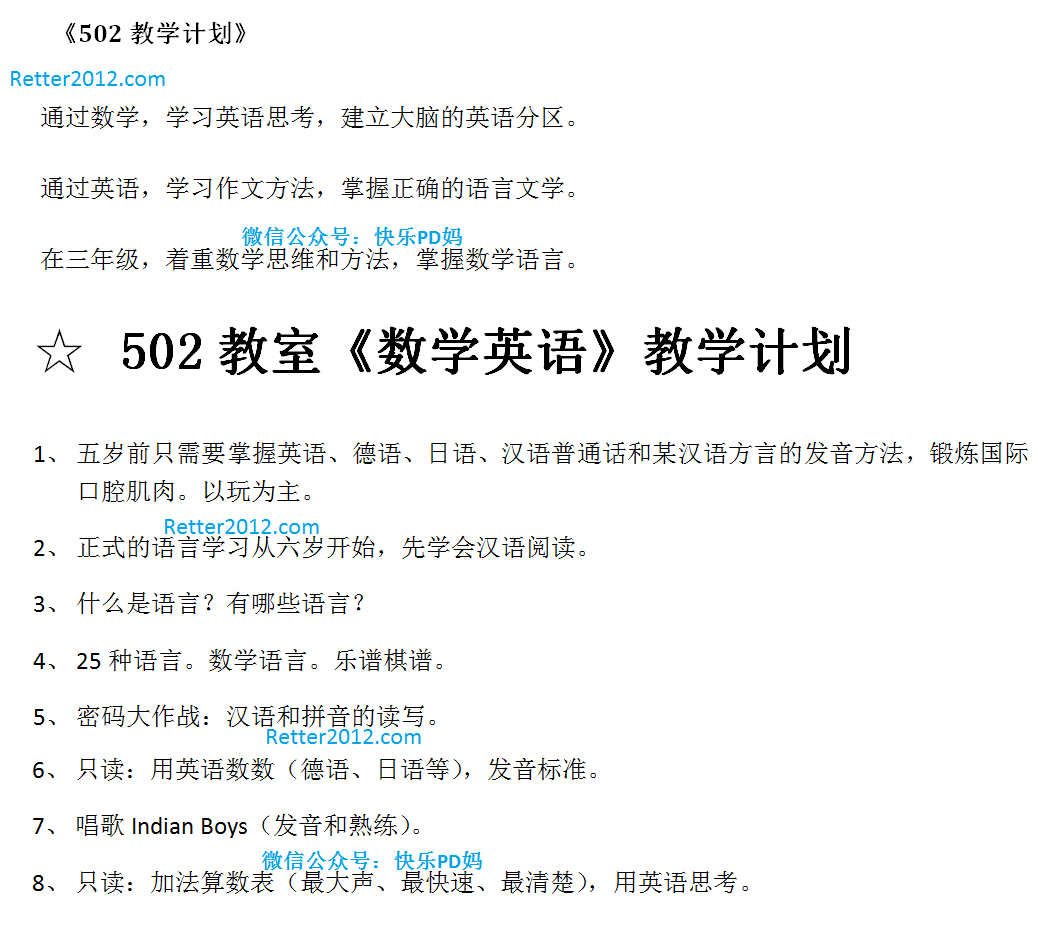 《502 教学计划》
Retter2012.com
通过数学，学习英语思考，建立大脑的英语分区。
通过英语，学习作文方法，掌握正确的语言文学。
微信公众号：快乐PD妈
在三年级，着重数学思维和方法，掌握数学语言。
☆ 502 教室《数学英语》教学计划
1、 五岁前只需要掌握英语、德语、日语、汉语普通话和某汉语方言的发音方法，锻炼国际
口腔肌肉。以玩为主。
Retter2012.com
2、 正式的语言学习从六岁开始，先学会汉语阅读。
3、 什么是语言？有哪些语言？
4、 25 种语言。数学语言。乐谱棋谱。
5、 密码大作战：汉语和拼音的读写。
Retter2012.com
6、 只读：用英语数数（德语、日语等），发音标准。
7、 唱歌 Indian Boys（发音和熟练）。
微信公众号：快乐PD妈
8、 只读：加法算数表（最大声、最快速、最清楚），用英语思考。